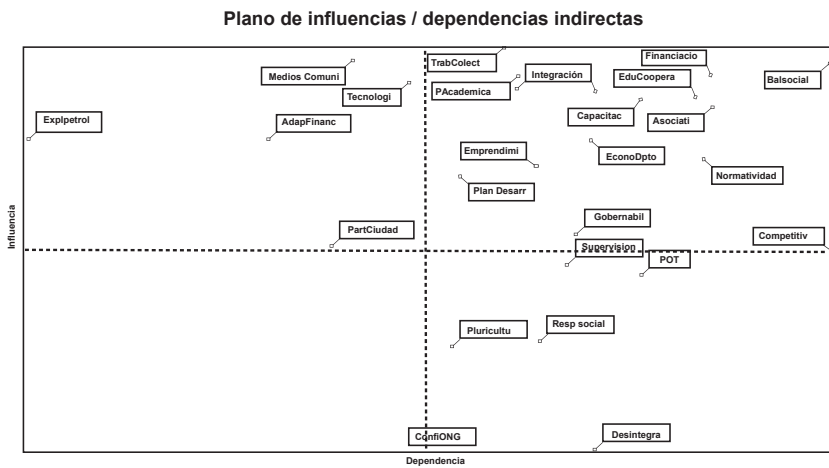 Plano de influencias / dependencias indirectas
Financiacio
TrabColect
Medios Comuni
Integración
EduCoopera
Balsocial
Tecnologi
PAcademica
Explpetrol
AdapFinanc
Capacitac
Asociati
Emprendimi
EconoDpto
Normatividad
Plan Desarr
Gobernabil
PartCiudad
Competitiv
Supervision
POT
Influencia
Pluricultu
Resp social
ConfiONG
Desintegra
Dependencia